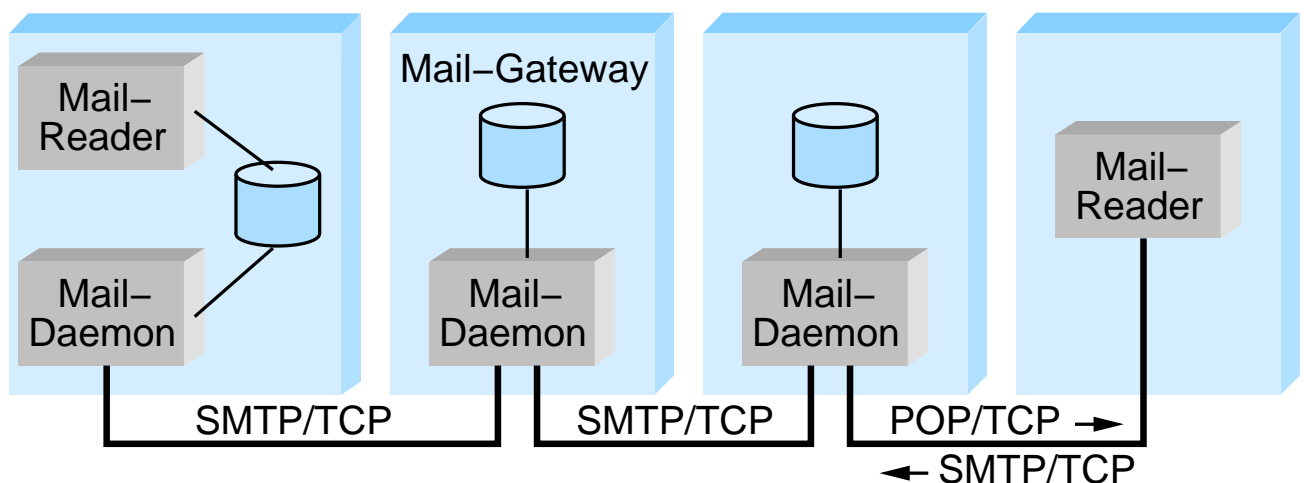 Mail–
Reader
Mail–
Daemon
Mail–Gateway
Mail–
Daemon
Mail–
Daemon
Mail–
Reader
SMTP/TCP
SMTP/TCP
POP/TCP
SMTP/TCP